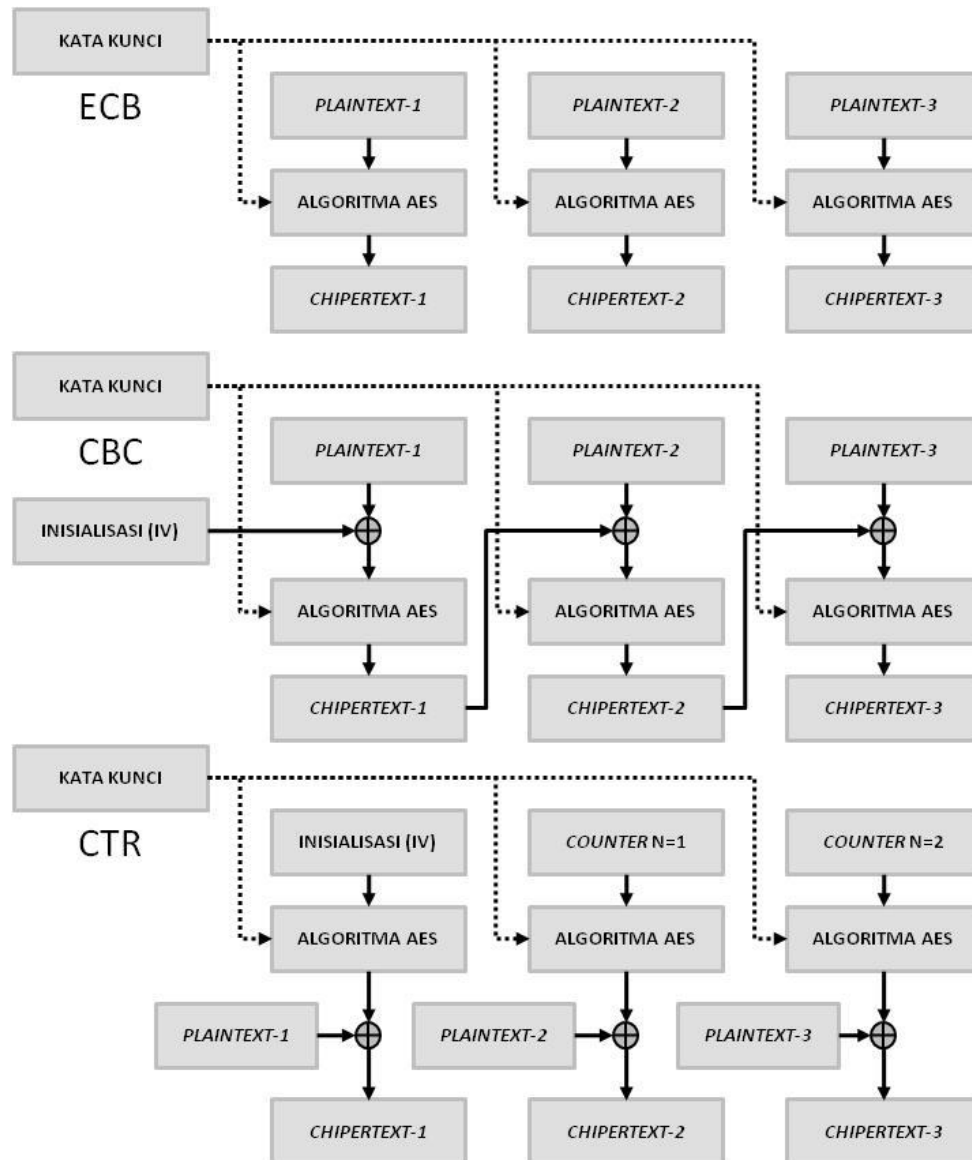 KATA KUNCI
ECB
PLAINTEXT-1
PLAINTEXT-2
PLAINTEXT-3
ALGORITMA AES
ALGORITMA AES
ALGORITMA AES
CHIPERTEXT-1
CHIPERTEXT-2
CHIPERTEXT-3
KATA KUNCI
CBC
PLAINTEXT-1
PLAINTEXT-2
PLAINTEXT-3
INISIALISASI (IV)
ALGORITMA AES
ALGORITMA AES
ALGORITMA AES
CHIPERTEXT-1
CHIPERTEXT-2
CHIPERTEXT-3
KATA KUNCI
CTR
INISIALISASI (IV)
COUNTER N=1
COUNTER N=2
ALGORITMA AES
ALGORITMA AES
ALGORITMA AES
PLAINTEXT-1
PLAINTEXT-2
PLAINTEXT-3
CHIPERTEXT-1
CHIPERTEXT-2
CHIPERTEXT-3